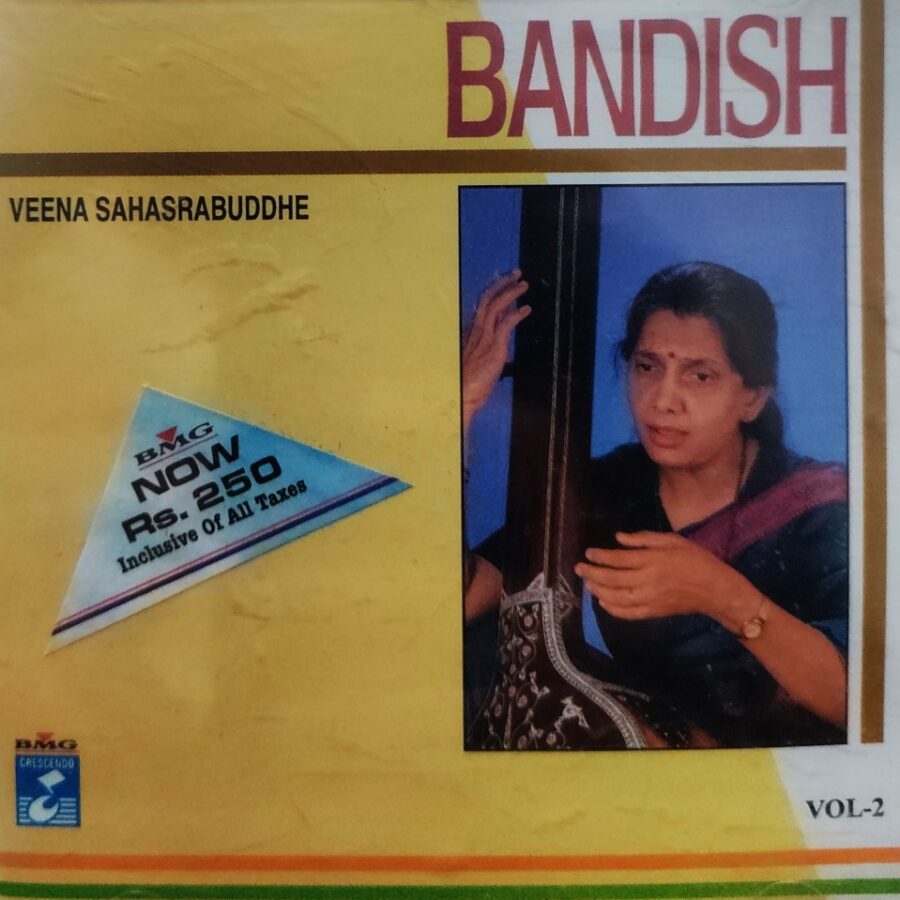 BANDISH
VEENA SAHASRABUDDHE
BMG
NOW
Rs. 250
Inclusive Of All Taxes
BMG
CRESCENDO
VOL-2